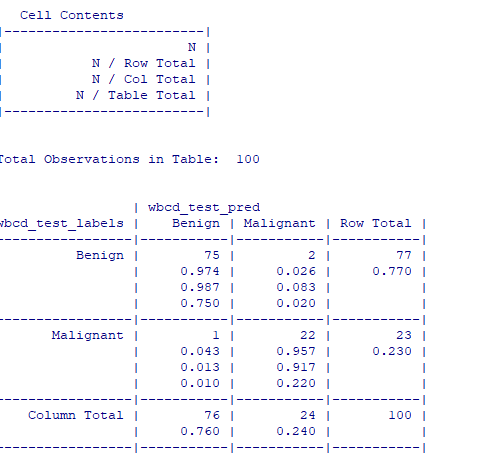 Cell Contents
|-------------------------|
| N |
| N / Row Total |
| N / Col Total |
| N / Table Total |
|-------------------------|
Total Observations in Table: 100
| wbcd_test_pred
wbcd_test_labels | Benign | Malignant | Row Total |
-----------------|-----------|-----------|-----------|
Benign | 75 | 2 | 77 |
| 0.974 | 0.026 | 0.770 |
| 0.987 | 0.083 | |
| 0.750 | 0.020 | |
-----------------|-----------|-----------|-----------|
Malignant | 1 | 22 | 23 |
| 0.043 | 0.957 | 0.230 |
| 0.013 | 0.917 | |
| 0.010 | 0.220 | |
-----------------|-----------|-----------|-----------|
Column Total | 76 | 24 | 100 |
| 0.760 | 0.240 | |
-----------------|-----------|-----------|-----------|